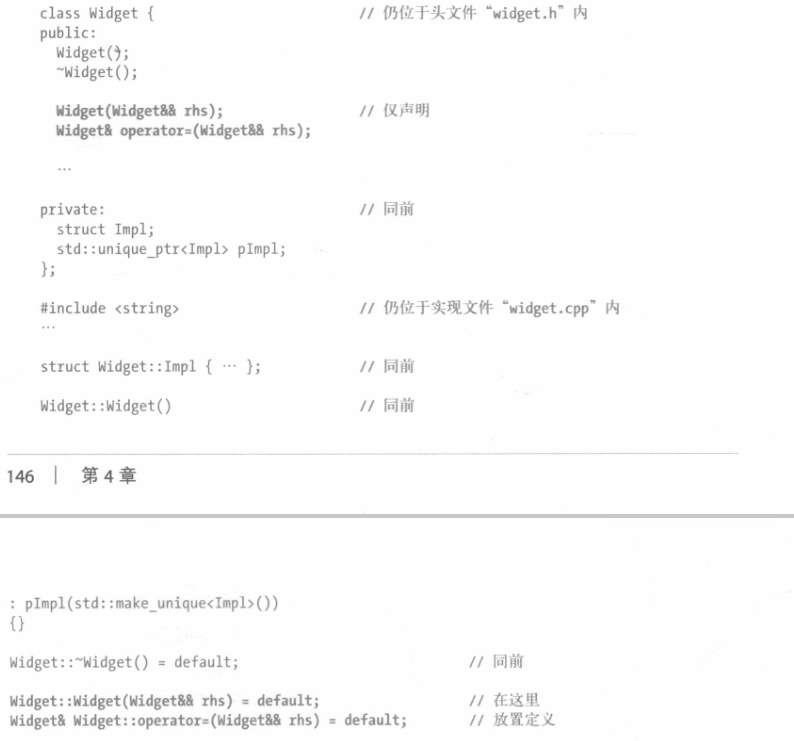 class Widget { // 仍位于头文件“widget.h”内
public:
Widget();
~Widget();
Widget(Widget&& rhs); // 仅声明
Widget& operator=(Widget&& rhs);
…
private: // 同前
struct Impl;
std::unique_ptr<Impl> pImpl;
};
#include <string> // 仍位于实现文件“widget.cpp”内
…
struct Widget::Impl { … }; // 同前
Widget::Widget() // 同前
146 | 第 4 章
: pImpl(std::make_unique<Impl>())
{}
Widget::~Widget() = default; // 同前
Widget::Widget(Widget&& rhs) = default; // 在这里
Widget& Widget::operator=(Widget&& rhs) = default; // 放置定义